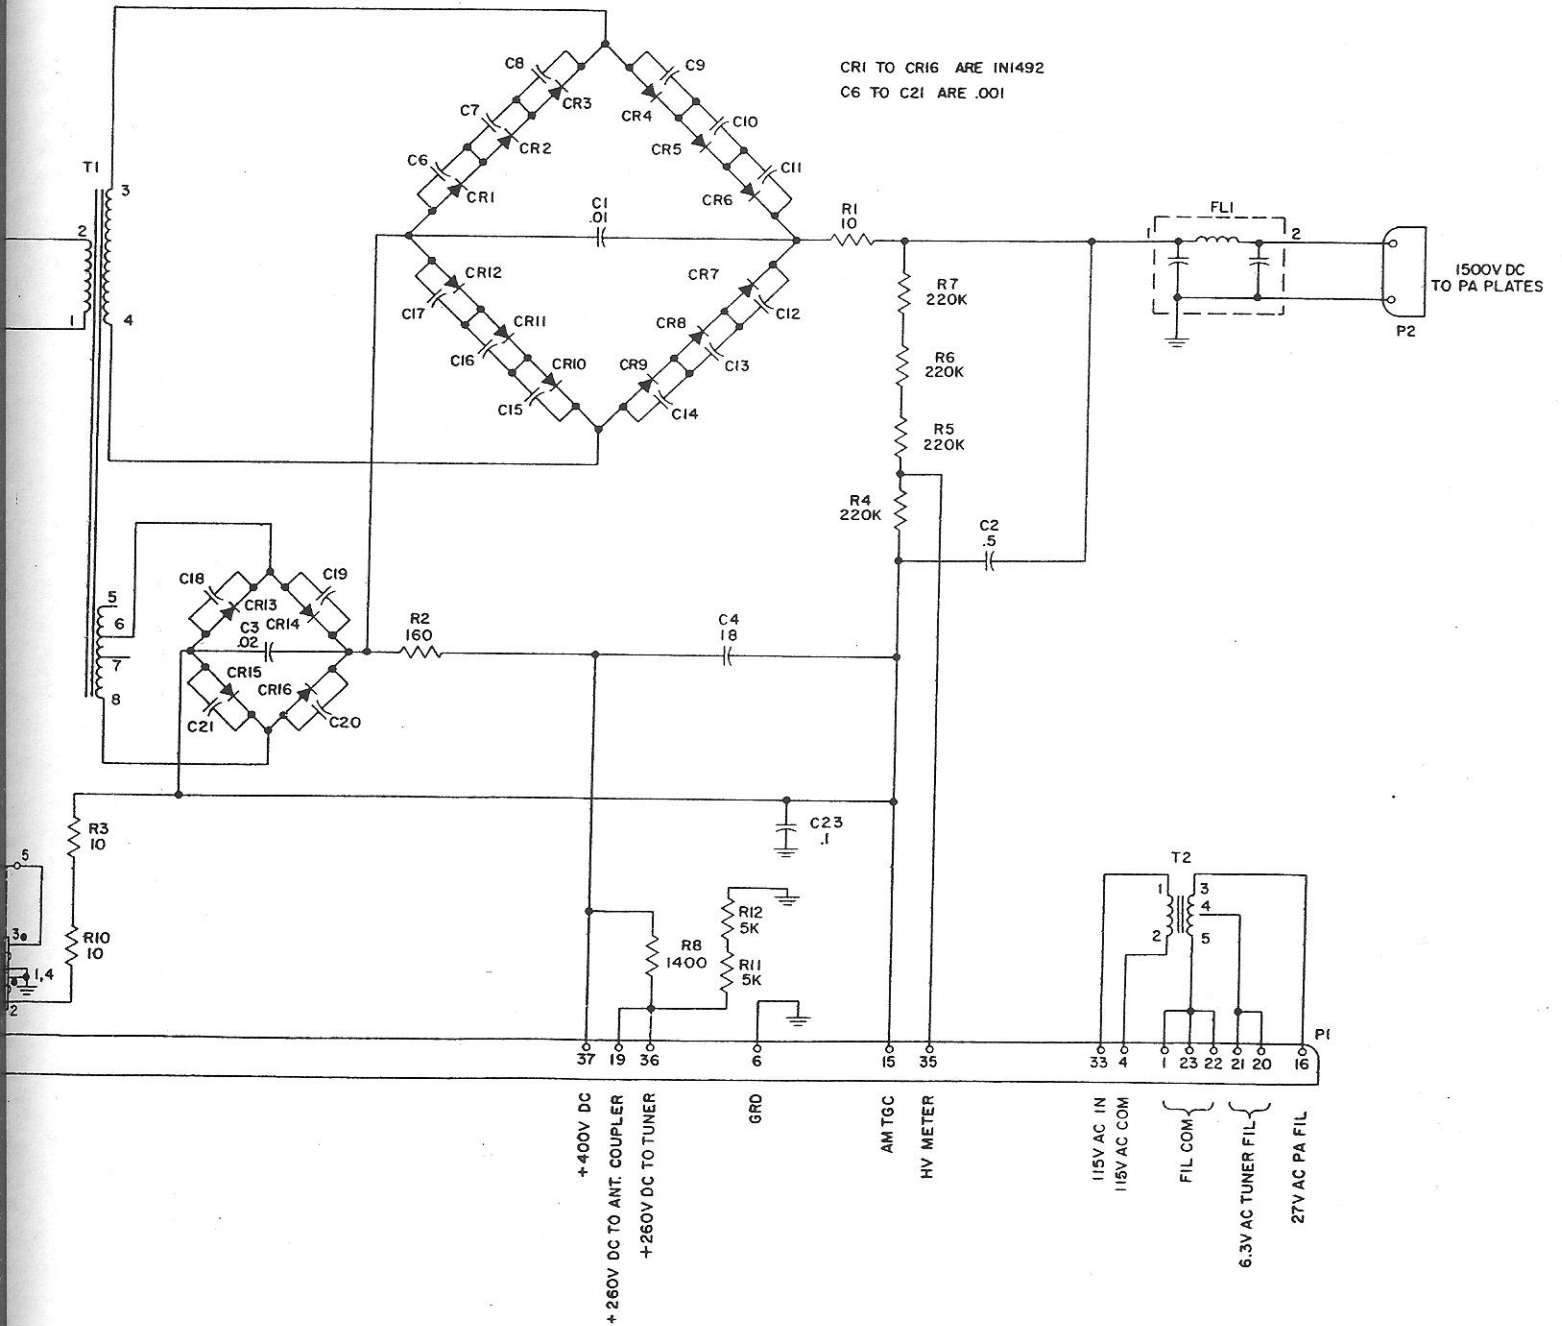 CR1 TO CR16 ARE IN1492
C6 TO C21 ARE .001
C8
CR3
C7
CR2
C6
CR1
C9
CR4
C10
CR5
C11
CR6
T1
3
2
1
4
C1
.01
R1
10
FL1
1
2
1500V DC
TO PA PLATES
P2
CR12
C17
CR11
C16
CR10
C15
CR7
C12
CR8
C13
CR9
C14
R7
220K
R6
220K
R5
220K
R4
220K
C2
.5
C18
C19
CR13
CR14
C3
.02
5
6
7
8
CR15
CR16
C21
C20
R2
160
C4
18
R3
10
C23
.1
5
3
R10
10
1,4
2
R12
5K
R8
1400
R11
5K
T2
1
3
4
2
5
P1
37
19
36
6
15
35
33
4
1
23
22
21
20
16
+400V DC
+260V DC TO ANT. COUPLER
+260V DC TO TUNER
GRD
AM TGC
HV METER
115V AC IN
115V AC COM
FIL COM
6.3V AC TUNER FIL
27V AC PA FIL